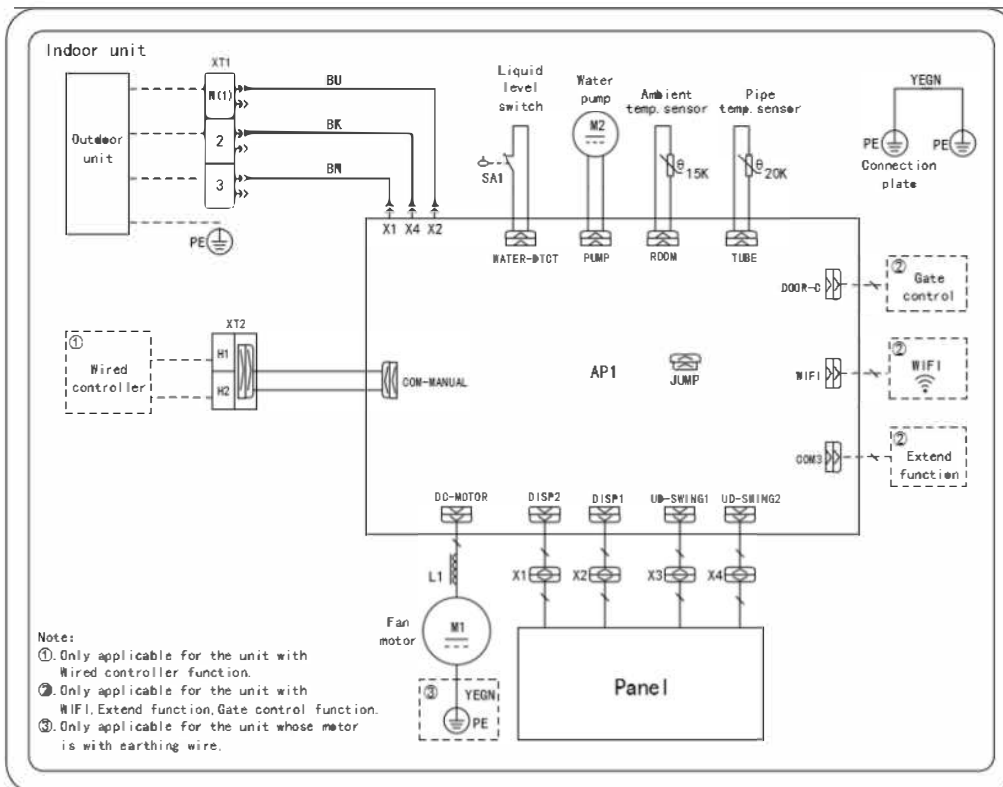 Indoor unit
XT1
Outdoor
unit
N(1)
2
3
BU
BK
BN
PE
X1 X4 X2
Liquid
level
switch
SA1
Water
pump
M2
Ambient
temp. sensor
θ
15K
Pipe
temp. sensor
θ
20K
YEGN
PE
PE
Connection
plate
WATER-DTCT
PUMP
ROOM
TUBE
DOOR-C
②
Gate
control
①
Wired
controller
XT2
H1
H2
COM-MANUAL
AP1
JUMP
WIFI
②
WIFI
COM3
②
Extend
function
DC-MOTOR
DISP2
DISP1
UD-SWING1
UD-SWING2
L1
X1
X2
X3
X4
Fan
motor
M1
③
YEGN
PE
Panel
Note:
①. Only applicable for the unit with
Wired controller function.
②. Only applicable for the unit with
WIFI, Extend function, Gate control function.
③. Only applicable for the unit whose motor
is with earthing wire.